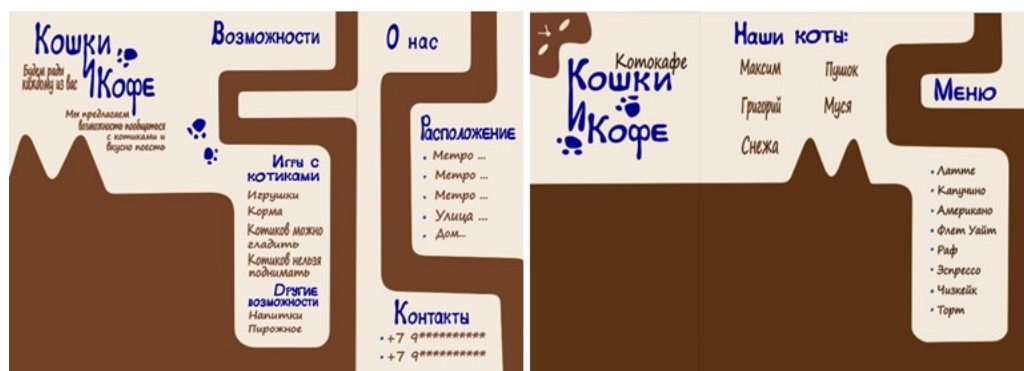 Кошки
И Кофе
Будем рады
каждому из вас
Мы предлагаем
возможность пообщаться
с котиками и
вкусно поесть
Возможности
Игры с
котиками
Игрушки
Корма
Котиков можно
гладить
Котиков нельзя
поднимать
Другие
возможности
Напитки
Пирожное
О нас
Расположение
• Метро ...
• Метро ...
• Метро ...
• Улица ...
• Дом...
Контакты
• +7 9**********
• +7 9**********
Котокафе
Кошки
И Кофе
Наши коты:
Максим
Пушок
Григорий
Муся
Снежа
Меню
• Латте
• Капучино
• Американо
• Флет Уайт
• Раф
• Эспрессо
• Чизкейк
• Торт